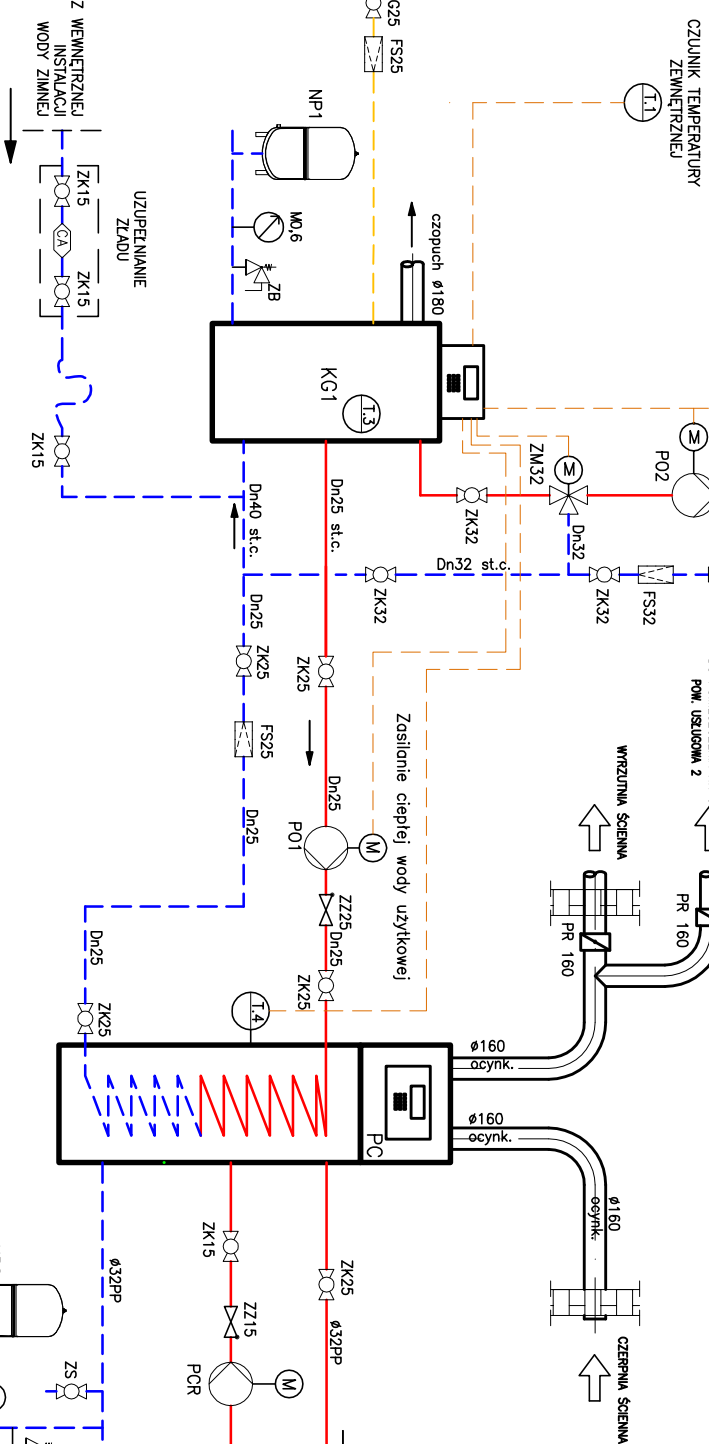 CZUJNIK TEMPERATURY
ZEWNĘTRZNEJ
T.1
G25
FS25
Z WEWNĘTRZNEJ
INSTALACJI
WODY ZIMNEJ
NP1
ZK15
CA
ZK15
UZUPEŁNIANIE
ZŁADU
M0,6
ZB
czopuch ø180
KG1
T.3
ZK15
Dn40 st.c.
Dn25 st.c.
ZK32
ZM32
M
M
PO2
Dn32
Dn32 st.c.
ZK32
ZK32
FS32
Dn25
ZK25
ZK25
FS25
Dn25
Dn25
PO1
M
Zasilanie ciepłej wody użytkowej
ZZ25
Dn25
ZK25
Dn25
ZK25
T.4
POW. USŁUGOWA 2
WYRZUTNIA ŚCIENNA
PR 160
PR 160
ø160
ocynk.
ø160
ocynk.
ø160
ocynk.
PC
CZERPNIA ŚCIENNA
ZK15
ZK25
ø32PP
ZZ15
ø32PP
PCR
M
ZS